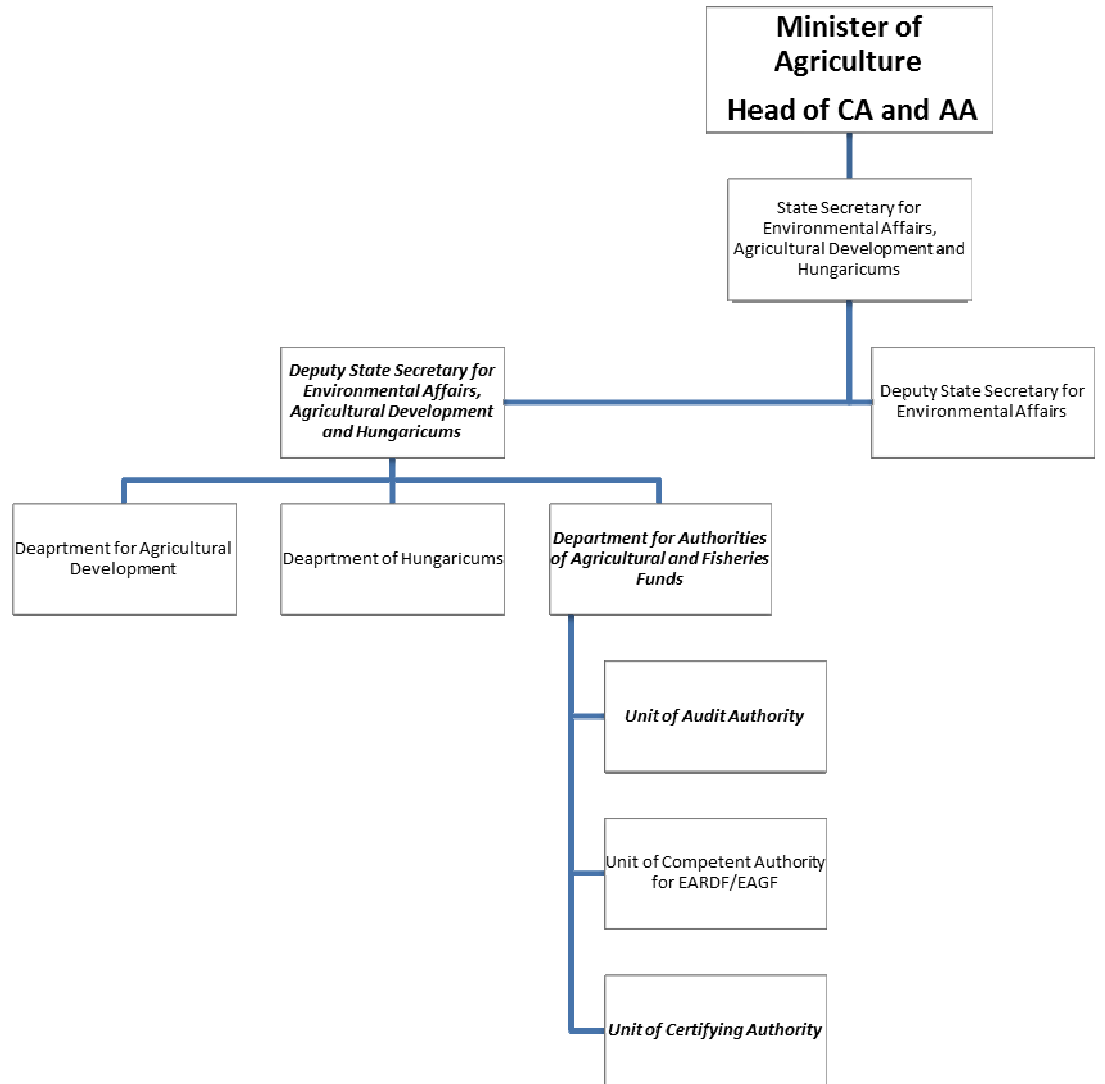 Minister of
Agriculture
Head of CA and AA
State Secretary for
Environmental Affairs,
Agricultural Development and
Hungaricums
Deputy State Secretary for
Environmental Affairs,
Agricultural Development
and Hungaricums
Deputy State Secretary for
Environmental Affairs
Deaprtment for Agricultural
Development
Deaprtment of Hungaricums
Department for Authorities
of Agricultural and Fisheries
Funds
Unit of Audit Authority
Unit of Competent Authority
for EARDF/EAGF
Unit of Certifying Authority